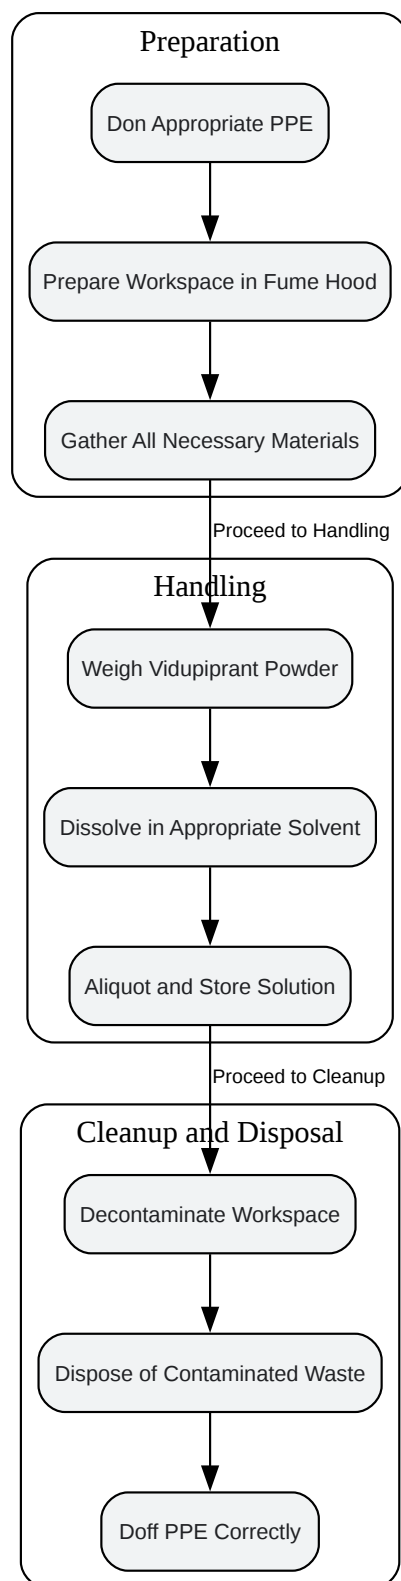 Preparation
Don Appropriate PPE
Prepare Workspace in Fume Hood
Gather All Necessary Materials
Proceed to Handling
Handling
Weigh Vidupiprant Powder
Dissolve in Appropriate Solvent
Aliquot and Store Solution
Proceed to Cleanup
Cleanup and Disposal
Decontaminate Workspace
Dispose of Contaminated Waste
Doff PPE Correctly